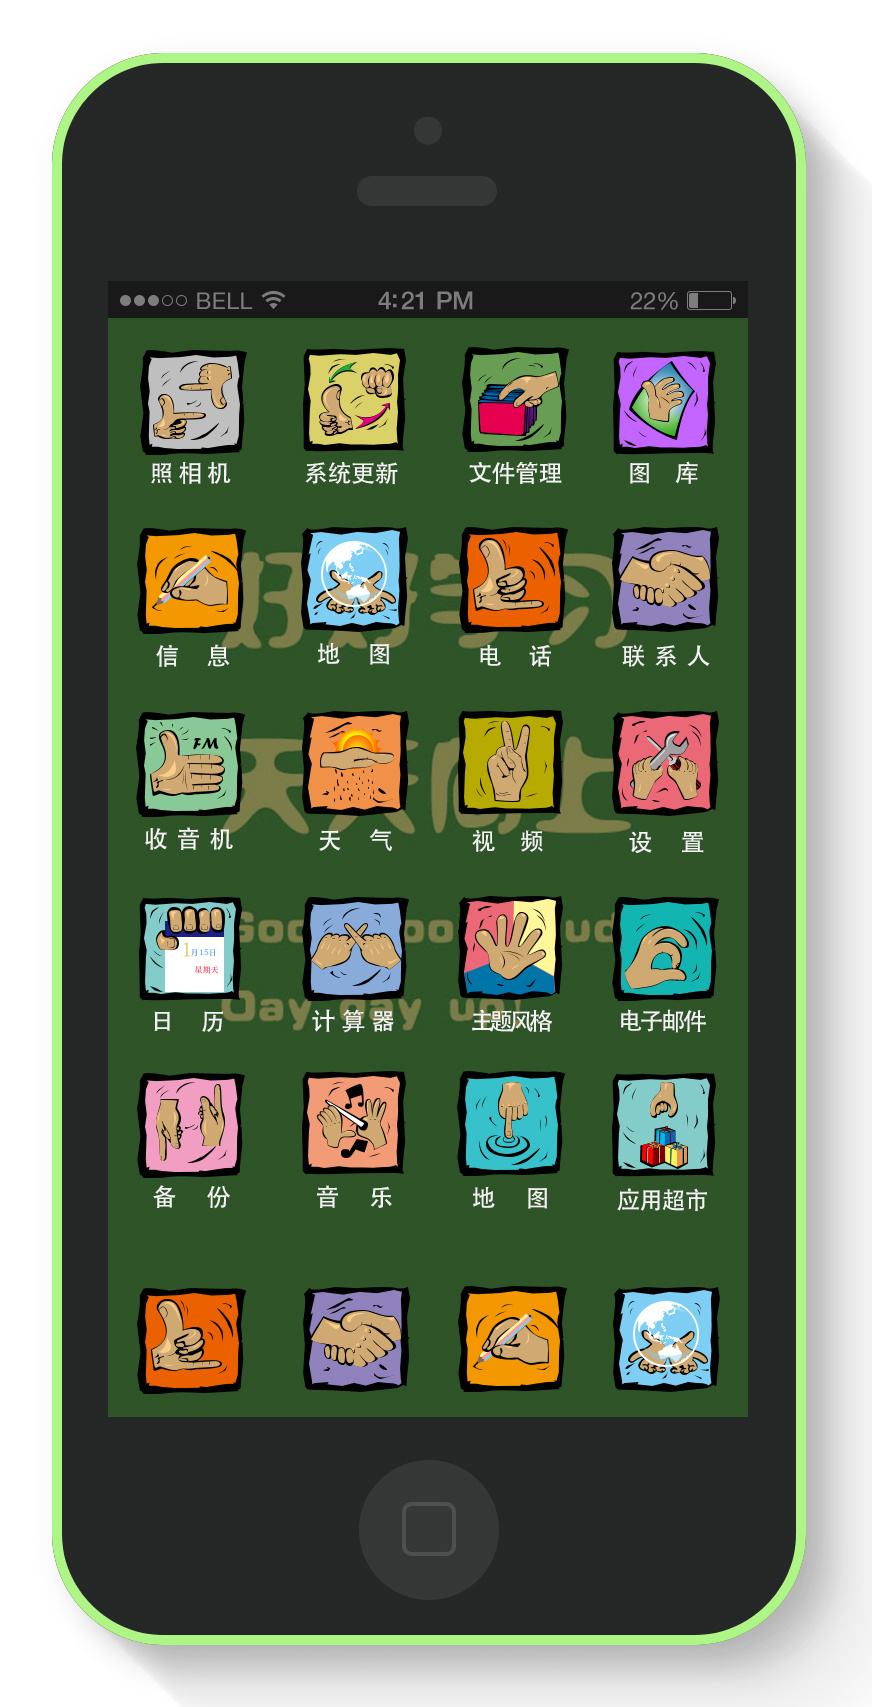 BELL 4:21 PM 22%
照相机 系统更新 文件管理 图库
好好学习
信息 地图 电话 联系人
FM
天天向上
收音机 天气 视频 设置
Good Good Study
1月15日
星期天
Day day up!
日历 计算器 主题风格 电子邮件
备份 音乐 地图 应用超市